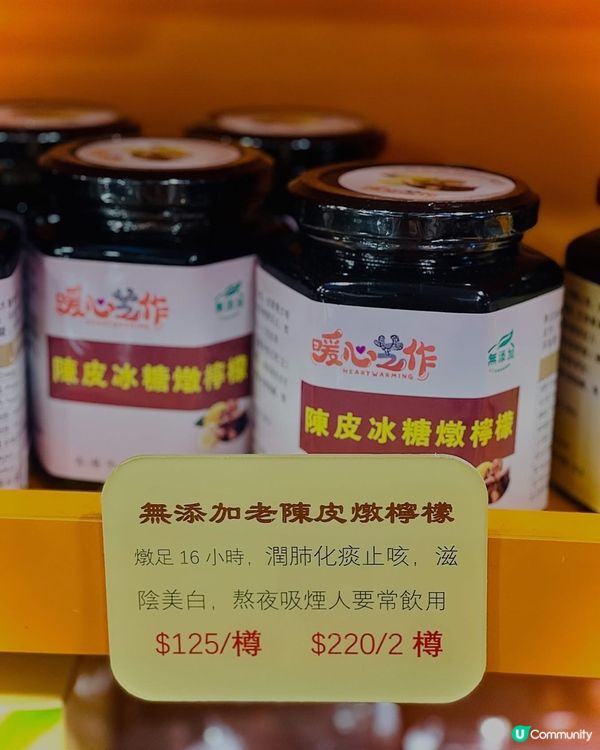 暖心芝作
HEARTWARMING
無添加
陳皮冰糖燉檸檬
暖心芝作
HEARTWARMING
無添加
陳皮冰糖燉檸檬
無添加老陳皮燉檸檬
燉足 16 小時，潤肺化痰止咳，滋
陰美白，熬夜吸煙人要常飲用
$125/樽 $220/2 樽
U Community